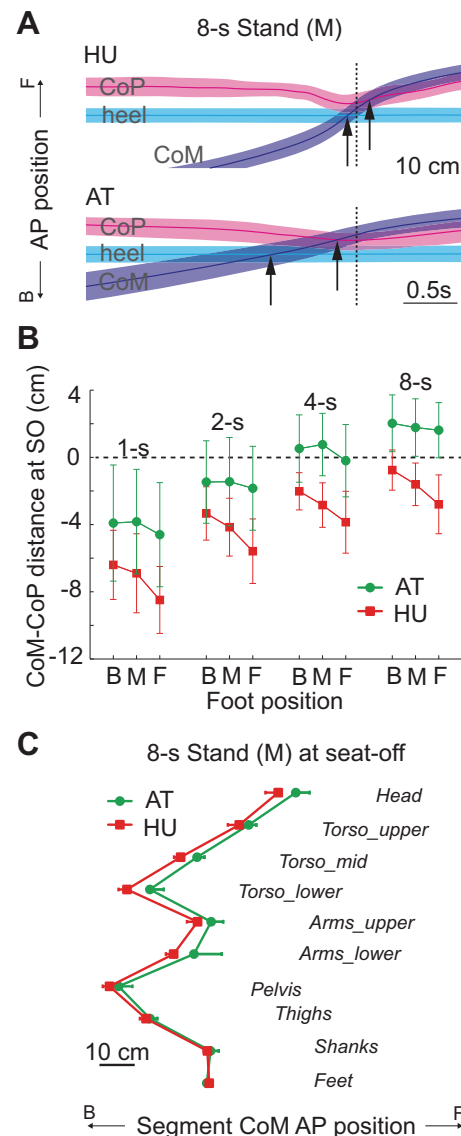 A
8-s Stand (M)
HU
CoP
heel
CoM
10 cm
AT
CoP
heel
CoM
0.5s
B ← AP position → F
B
CoM-CoP distance at SO (cm)
4
0
-4
-8
-12
1-s
2-s
4-s
8-s
AT
HU
B M F B M F B M F B M F
Foot position
C
8-s Stand (M) at seat-off
AT
HU
Head
Torso_upper
Torso_mid
Torso_lower
Arms_upper
Arms_lower
Pelvis
Thighs
Shanks
Feet
10 cm
B ← Segment CoM AP position → F